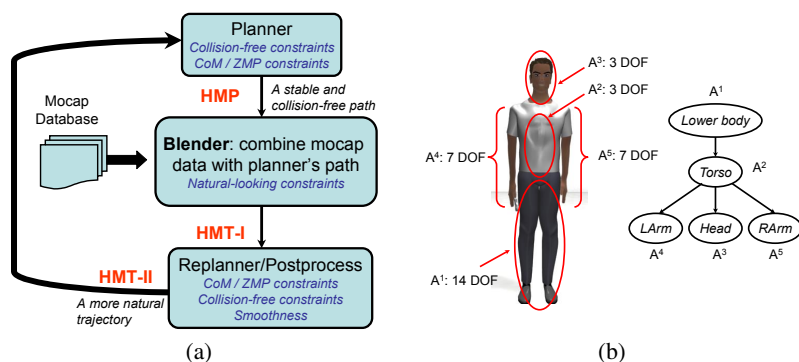 Planner
Collision-free constraints
CoM / ZMP constraints
HMP
A stable and
collision-free path
Mocap
Database
Blender: combine mocap
data with planner's path
Natural-looking constraints
HMT-I
HMT-II
A more natural
trajectory
Replanner/Postprocess
CoM / ZMP constraints
Collision-free constraints
Smoothness
(a)
A³: 3 DOF
A²: 3 DOF
A⁴: 7 DOF
A⁵: 7 DOF
A¹: 14 DOF
A¹
Lower body
Torso
A²
LArm
Head
RArm
A⁴
A³
A⁵
(b)